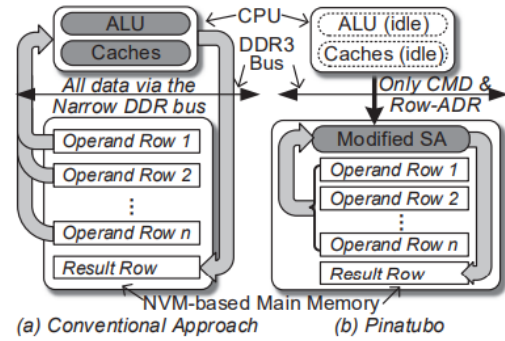 ALU
Caches
CPU
DDR3
Bus
ALU (idle)
Caches (idle)
All data via the
Narrow DDR bus
Only CMD &
Row-ADR
Operand Row 1
Operand Row 2
⋮
Operand Row n
Result Row
Modified SA
Operand Row 1
Operand Row 2
⋮
Operand Row n
Result Row
NVM-based Main Memory
(a) Conventional Approach
(b) Pinatubo